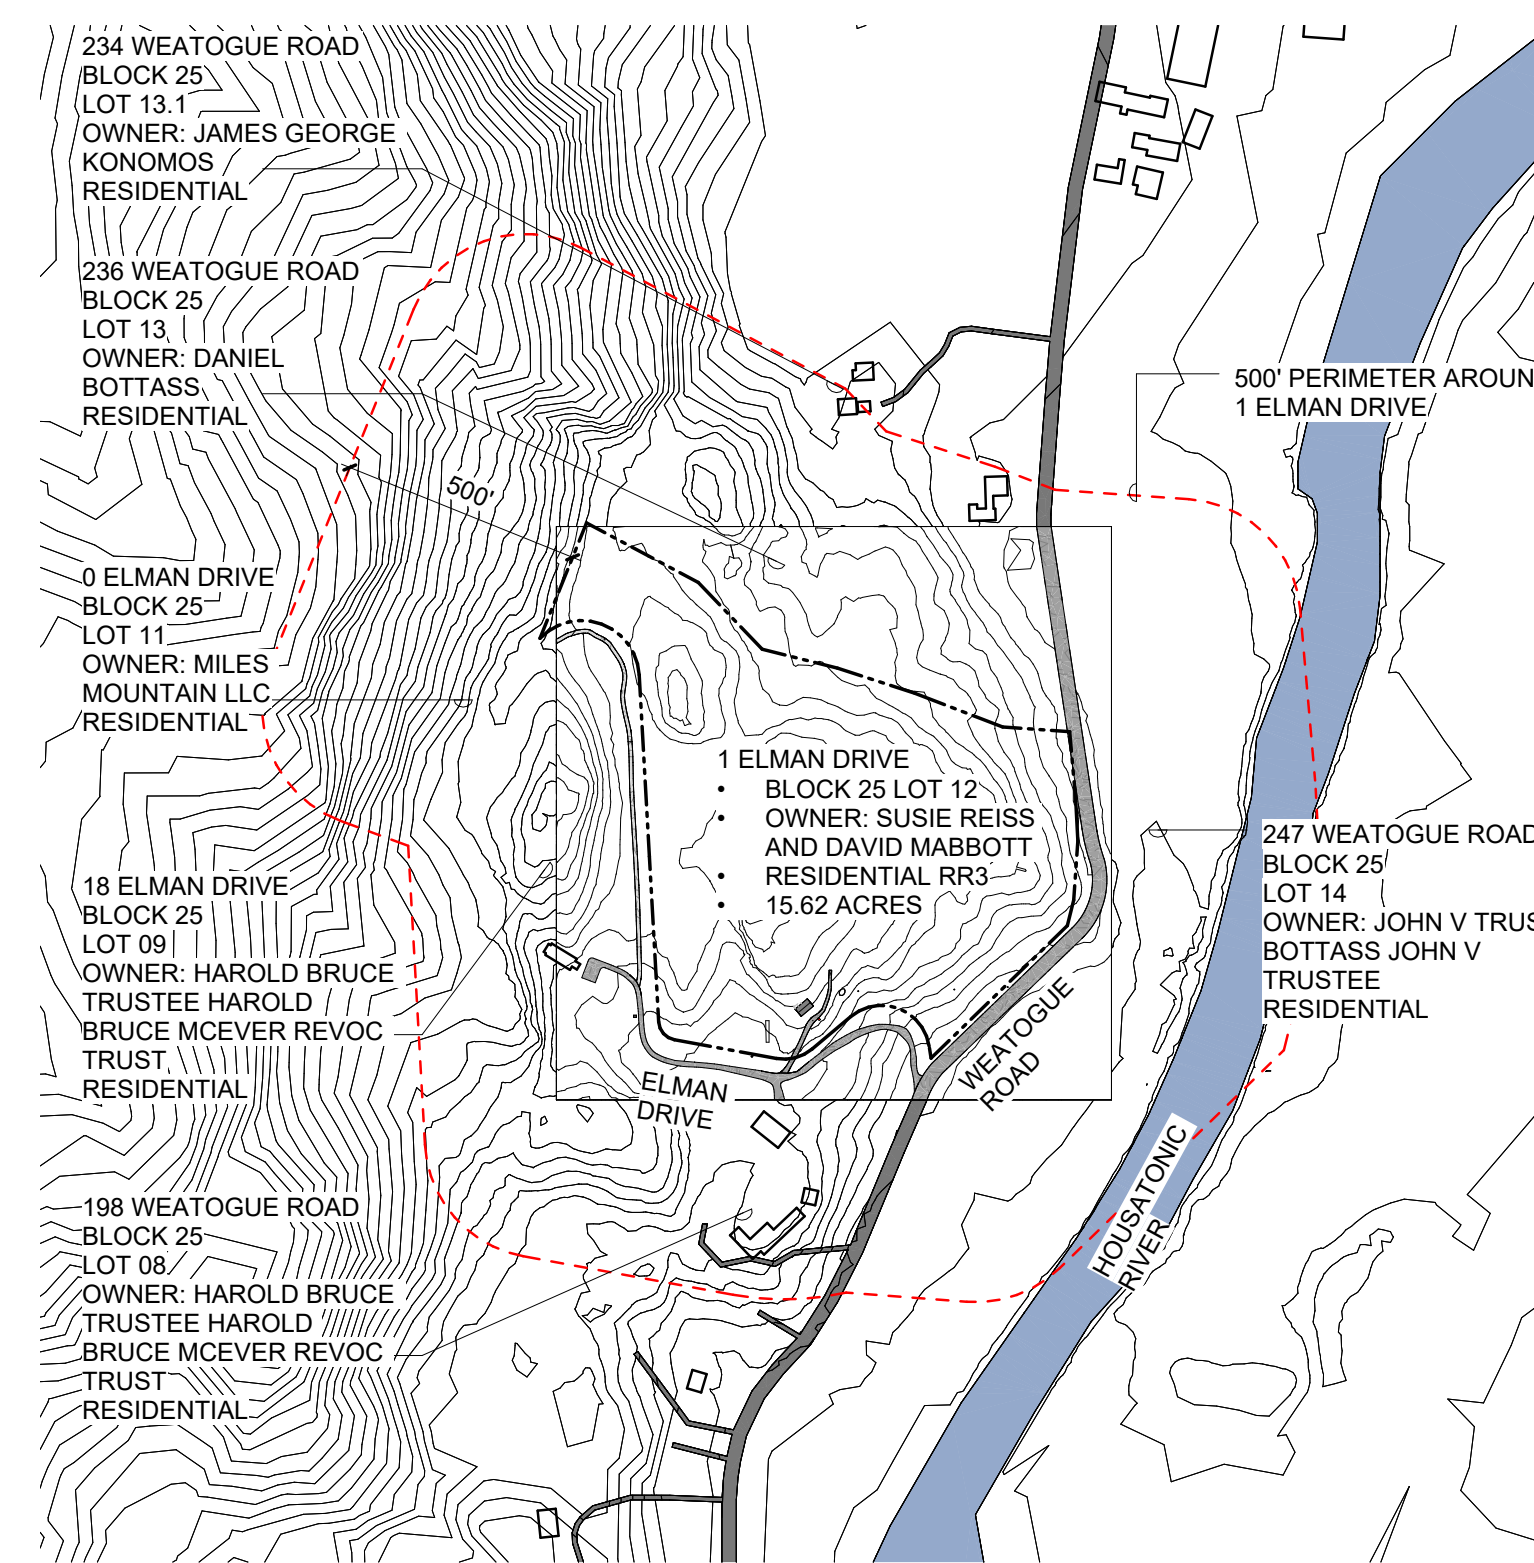 234 WEATOGUE ROAD
BLOCK 25
LOT 13.1
OWNER: JAMES GEORGE
KONOMOS
RESIDENTIAL
236 WEATOGUE ROAD
BLOCK 25
LOT 13
OWNER: DANIEL
BOTTASS
RESIDENTIAL
500' PERIMETER AROUN
1 ELMAN DRIVE
500'
0 ELMAN DRIVE
BLOCK 25
LOT 11
OWNER: MILES
MOUNTAIN LLC
RESIDENTIAL
1 ELMAN DRIVE
• BLOCK 25 LOT 12
• OWNER: SUSIE REISS
AND DAVID MABBOTT
• RESIDENTIAL RR3
• 15.62 ACRES
247 WEATOGUE ROAD
BLOCK 25
LOT 14
OWNER: JOHN V TRUS
BOTTASS JOHN V
TRUSTEE
RESIDENTIAL
18 ELMAN DRIVE
BLOCK 25
LOT 09
OWNER: HAROLD BRUCE
TRUSTEE HAROLD
BRUCE MCEVER REVOC
TRUST
RESIDENTIAL
WEATOGUE
ROAD
ELMAN
DRIVE
HOUSATONIC
RIVER
198 WEATOGUE ROAD
BLOCK 25
LOT 08
OWNER: HAROLD BRUCE
TRUSTEE HAROLD
BRUCE MCEVER REVOC
TRUST
RESIDENTIAL